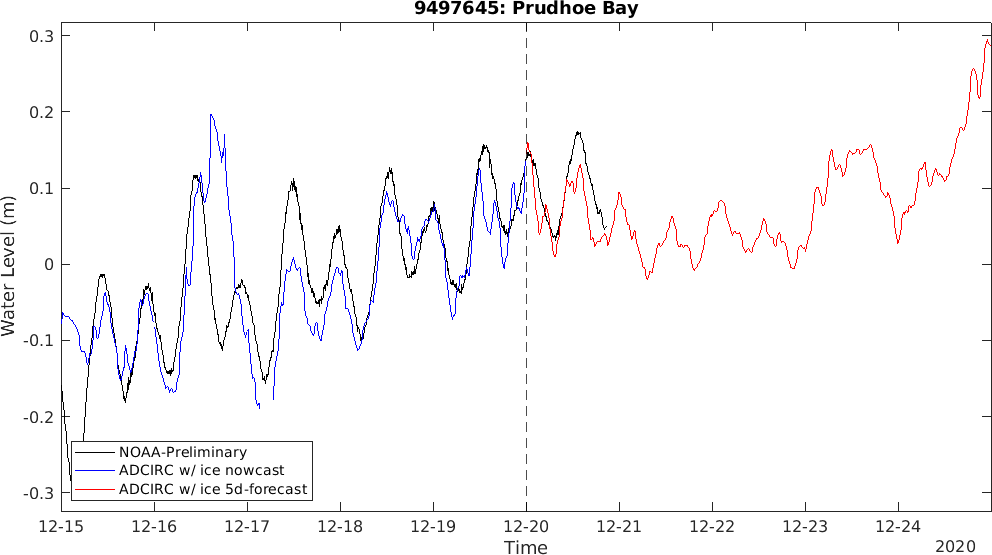 9497645: Prudhoe Bay
0.3
0.2
0.1
0
-0.1
-0.2
-0.3
Water Level (m)
NOAA-Preliminary
ADCIRC w/ ice nowcast
ADCIRC w/ ice 5d-forecast
12-15 12-16 12-17 12-18 12-19 12-20 12-21 12-22 12-23 12-24
Time
2020